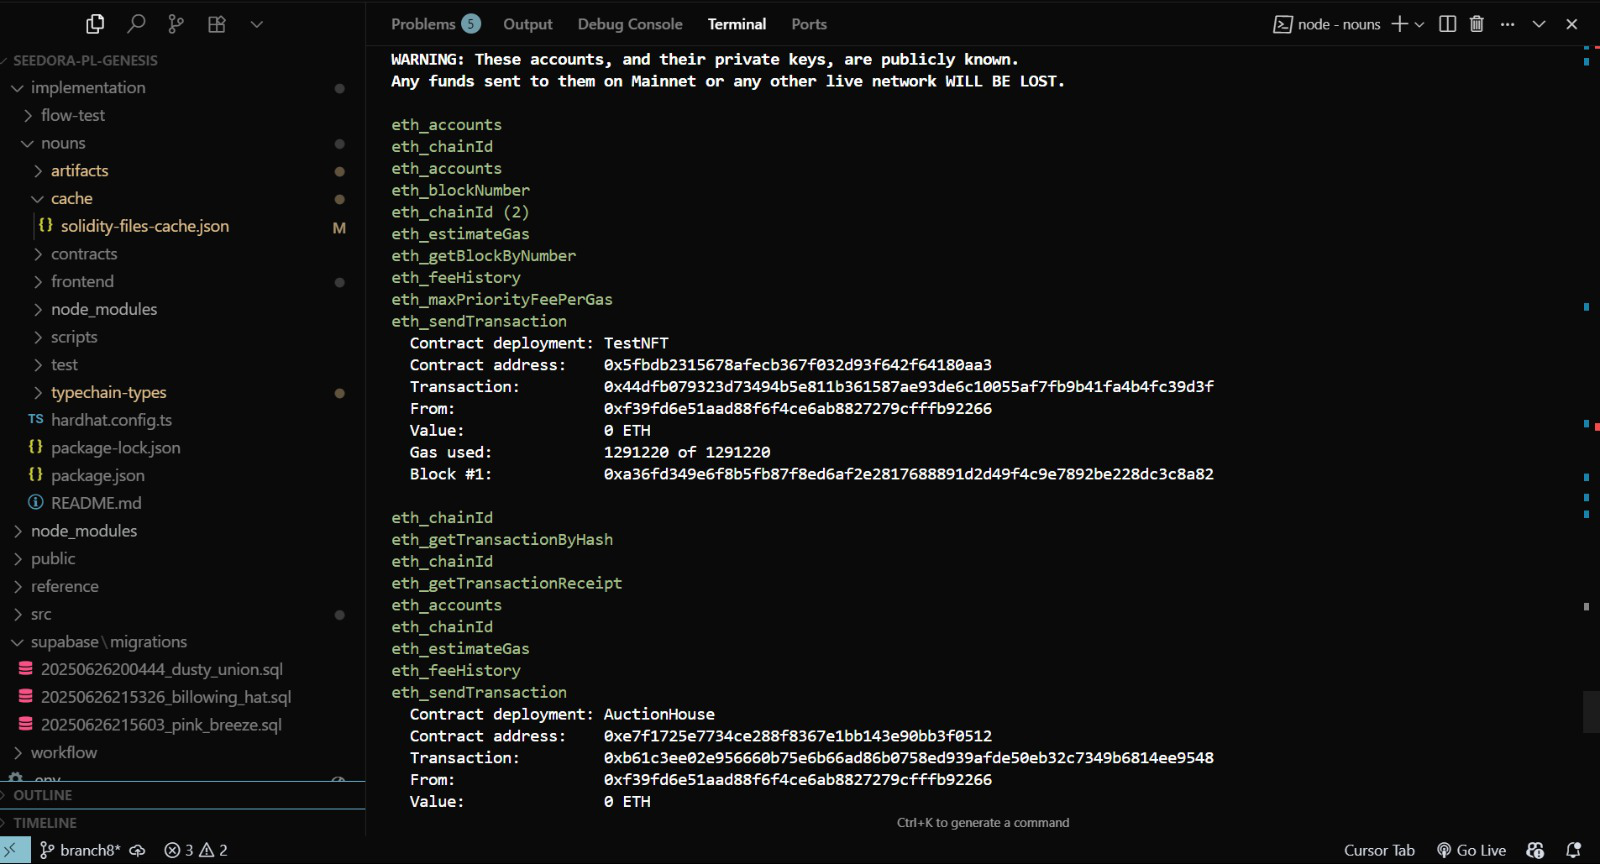 Problems 5 Output Debug Console Terminal Ports node - nouns
SEEDORA-PL-GENESIS
implementation
flow-test
nouns
artifacts
cache
{} solidity-files-cache.json M
contracts
frontend
node_modules
scripts
test
typechain-types
TS hardhat.config.ts
{} package-lock.json
{} package.json
README.md
node_modules
public
reference
src
supabase\migrations
20250626200444_dusty_union.sql
20250626215326_billowing_hat.sql
20250626215603_pink_breeze.sql
workflow
.env
OUTLINE
TIMELINE
WARNING: These accounts, and their private keys, are publicly known.
Any funds sent to them on Mainnet or any other live network WILL BE LOST.
eth_accounts
eth_chainId
eth_accounts
eth_blockNumber
eth_chainId (2)
eth_estimateGas
eth_getBlockByNumber
eth_feeHistory
eth_maxPriorityFeePerGas
eth_sendTransaction
Contract deployment: TestNFT
Contract address: 0x5fbdb2315678afecb367f032d93f642f64180aa3
Transaction: 0x44dfb079323d73494b5e811b361587ae93de6c10055af7fb9b41fa4b4fc39d3f
From: 0xf39fd6e51aad88f6f4ce6ab8827279cfffb92266
Value: 0 ETH
Gas used: 1291220 of 1291220
Block #1: 0xa36fd349e6f8b5fb87f8ed6af2e2817688891d2d49f4c9e7892be228dc3c8a82
eth_chainId
eth_getTransactionByHash
eth_chainId
eth_getTransactionReceipt
eth_accounts
eth_chainId
eth_estimateGas
eth_feeHistory
eth_sendTransaction
Contract deployment: AuctionHouse
Contract address: 0xe7f1725e7734ce288f8367e1bb143e90bb3f0512
Transaction: 0xb61c3ee02e956660b75e6b66ad86b0758ed939afde50eb32c7349b6814ee9548
From: 0xf39fd6e51aad88f6f4ce6ab8827279cfffb92266
Value: 0 ETH
Ctrl+K to generate a command
branch8* 3 2 Cursor Tab Go Live